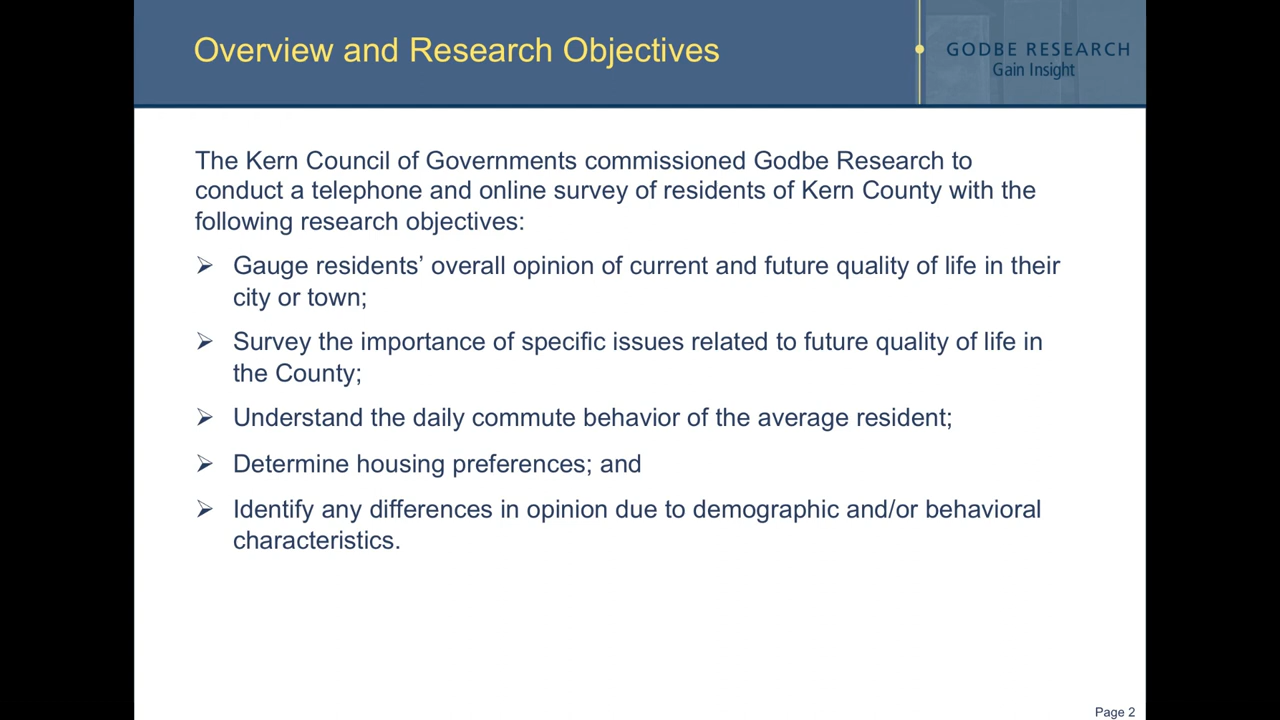 Overview and Research Objectives
GODBE RESEARCH
Gain Insight
The Kern Council of Governments commissioned Godbe Research to
conduct a telephone and online survey of residents of Kern County with the
following research objectives:
➢ Gauge residents’ overall opinion of current and future quality of life in their
city or town;
➢ Survey the importance of specific issues related to future quality of life in
the County;
➢ Understand the daily commute behavior of the average resident;
➢ Determine housing preferences; and
➢ Identify any differences in opinion due to demographic and/or behavioral
characteristics.
Page 2